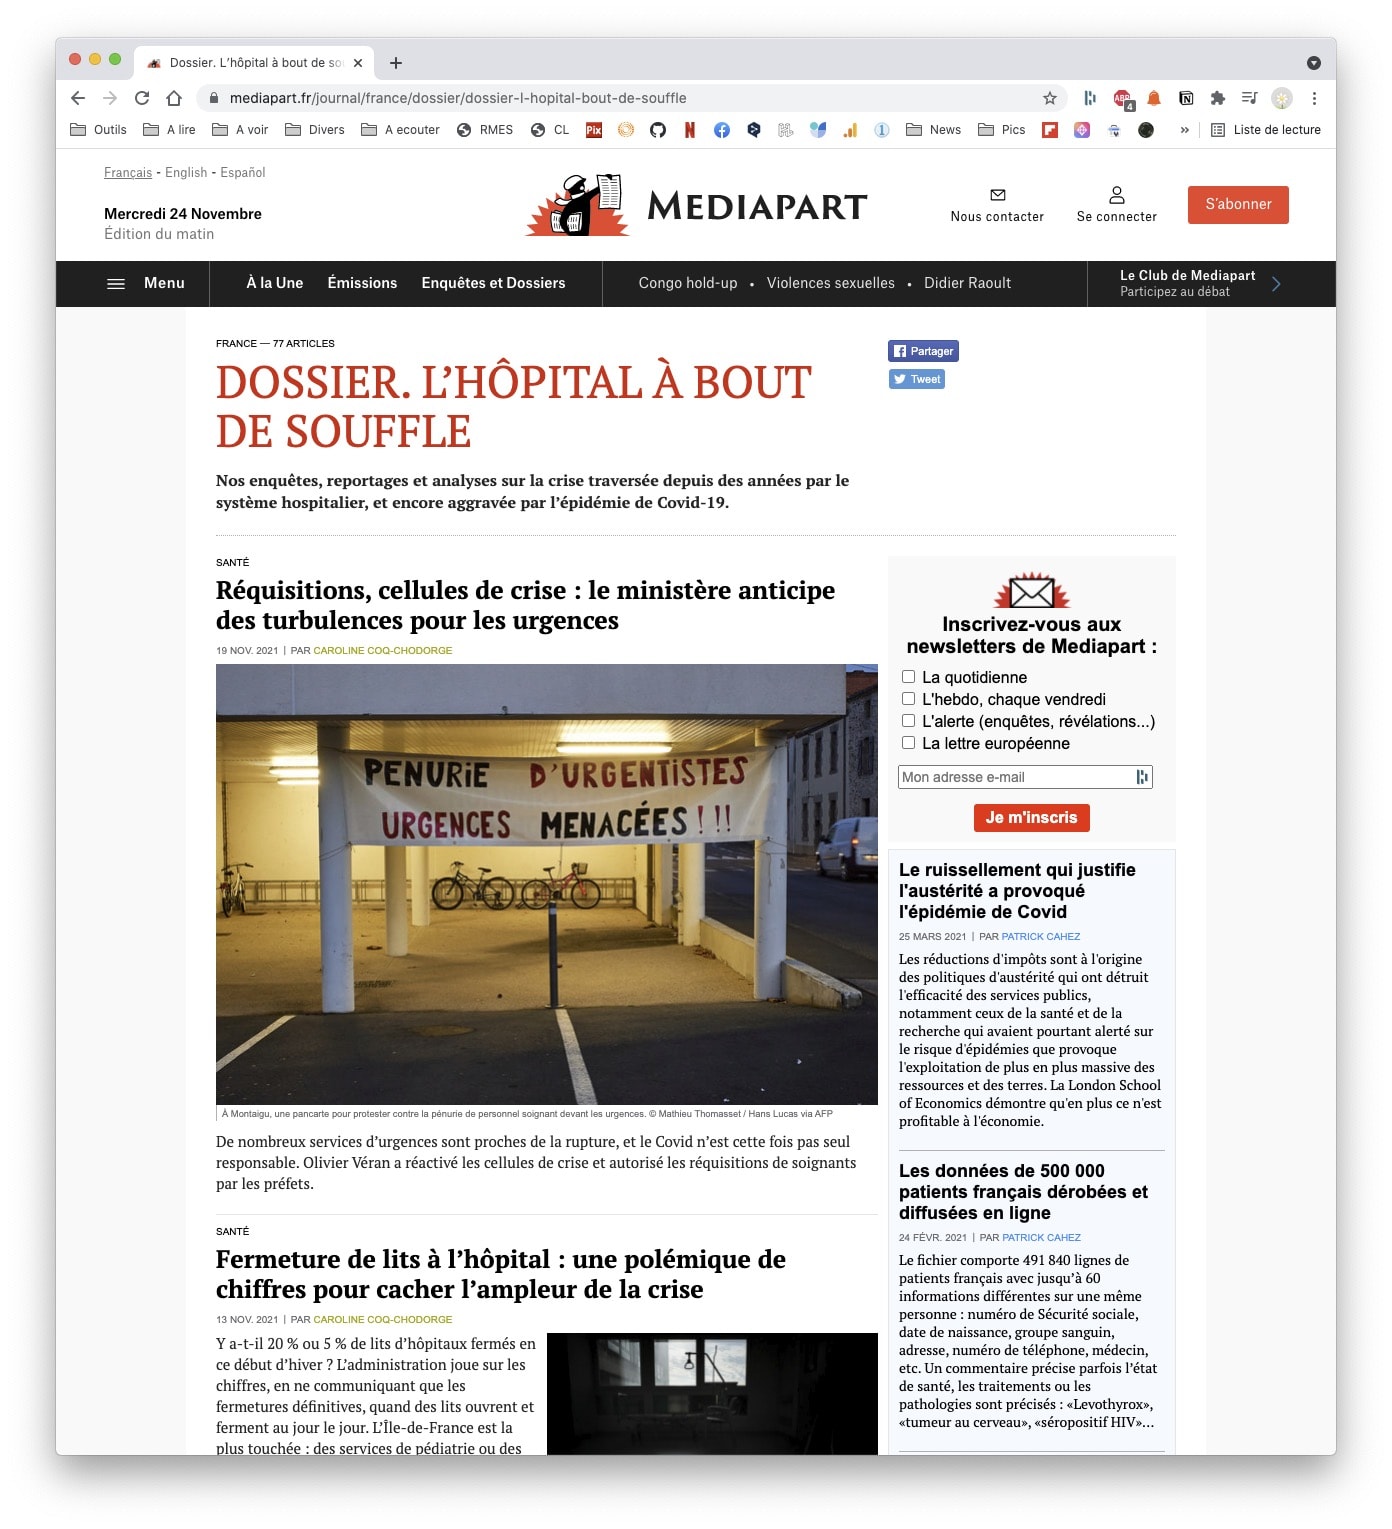 Dossier. L'hôpital à bout de sou
mediapart.fr/journal/france/dossier/dossier-l-hopital-bout-de-souffle
ABP
4
Outils
A lire
A voir
Divers
A ecouter
RMES
CL
Pix
News
Pics
»
Liste de lecture
Français - English - Español
Mercredi 24 Novembre
Édition du matin
MEDIAPART
Nous contacter
Se connecter
S'abonner
Menu
À la Une
Émissions
Enquêtes et Dossiers
Congo hold-up • Violences sexuelles • Didier Raoult
Le Club de Mediapart
Participez au débat
FRANCE — 77 ARTICLES
DOSSIER. L'HÔPITAL À BOUT
DE SOUFFLE
Nos enquêtes, reportages et analyses sur la crise traversée depuis des années par le
système hospitalier, et encore aggravée par l'épidémie de Covid-19.
Partager
Tweet
SANTÉ
Réquisitions, cellules de crise : le ministère anticipe
des turbulences pour les urgences
19 NOV. 2021 | PAR CAROLINE COQ-CHODORGE
PENURIE D'URGENTISTES
URGENCES MENACÉES !!!
À Montaigu, une pancarte pour protester contre la pénurie de personnel soignant devant les urgences. © Mathieu Thomasset / Hans Lucas via AFP
De nombreux services d'urgences sont proches de la rupture, et le Covid n'est cette fois pas seul
responsable. Olivier Véran a réactivé les cellules de crise et autorisé les réquisitions de soignants
par les préfets.
SANTÉ
Fermeture de lits à l'hôpital : une polémique de
chiffres pour cacher l'ampleur de la crise
13 NOV. 2021 | PAR CAROLINE COQ-CHODORGE
Y a-t-il 20 % ou 5 % de lits d'hôpitaux fermés en
ce début d'hiver ? L'administration joue sur les
chiffres, en ne communiquant que les
fermetures définitives, quand des lits ouvrent et
ferment au jour le jour. L'Île-de-France est la
plus touchée : des services de pédiatrie ou des
Inscrivez-vous aux
newsletters de Mediapart :
La quotidienne
L'hebdo, chaque vendredi
L'alerte (enquêtes, révélations...)
La lettre européenne
Mon adresse e-mail
Je m'inscris
Le ruissellement qui justifie
l'austérité a provoqué
l'épidémie de Covid
25 MARS 2021 | PAR PATRICK CAHEZ
Les réductions d'impôts sont à l'origine
des politiques d'austérité qui ont détruit
l'efficacité des services publics,
notamment ceux de la santé et de la
recherche qui avaient pourtant alerté sur
le risque d'épidémies que provoque
l'exploitation de plus en plus massive des
ressources et des terres. La London School
of Economics démontre qu'en plus ce n'est
profitable à l'économie.
Les données de 500 000
patients français dérobées et
diffusées en ligne
24 FÉVR. 2021 | PAR PATRICK CAHEZ
Le fichier comporte 491 840 lignes de
patients français avec jusqu'à 60
informations différentes sur une même
personne : numéro de Sécurité sociale,
date de naissance, groupe sanguin,
adresse, numéro de téléphone, médecin,
etc. Un commentaire précise parfois l'état
de santé, les traitements ou les
pathologies sont précisés : «Levothyrox»,
«tumeur au cerveau», «séropositif HIV»...